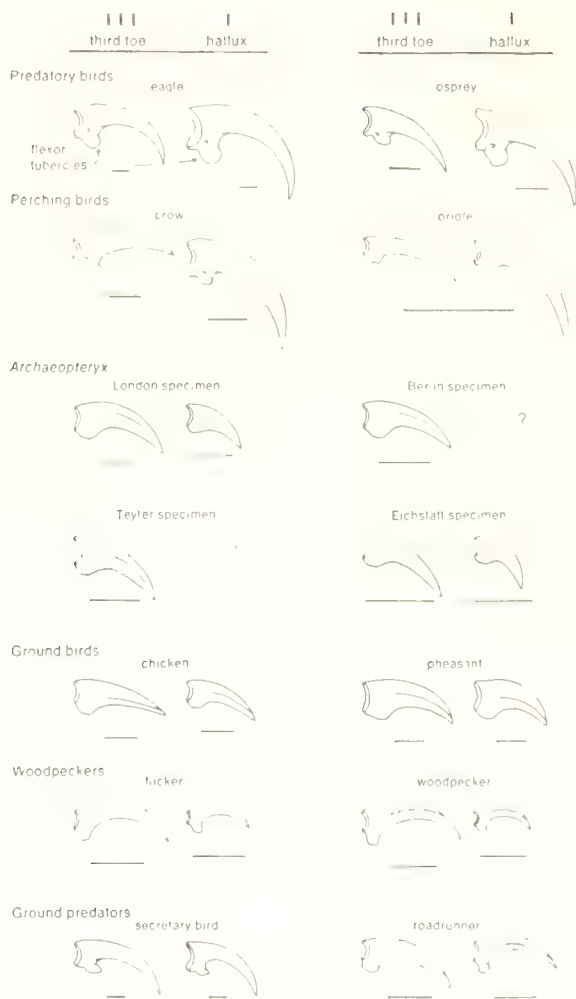 III I III I
third toe hallux third toe hallux
Predatory birds
eagle osprey
flexor
tubercles
Perching birds
crow oriole
Archaeopteryx
London specimen Berlin specimen
?
Teyler specimen Eichstatt specimen
Ground birds
chicken pheasant
Woodpeckers
flicker woodpecker
Ground predators
secretary bird roadrunner